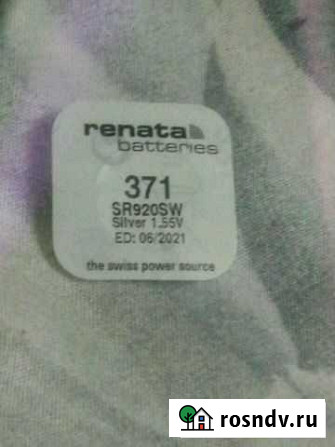 renata
batteries
371
SR920SW
Silver 1.55V
ED: 06/2021
the swiss power source
rosndv.ru